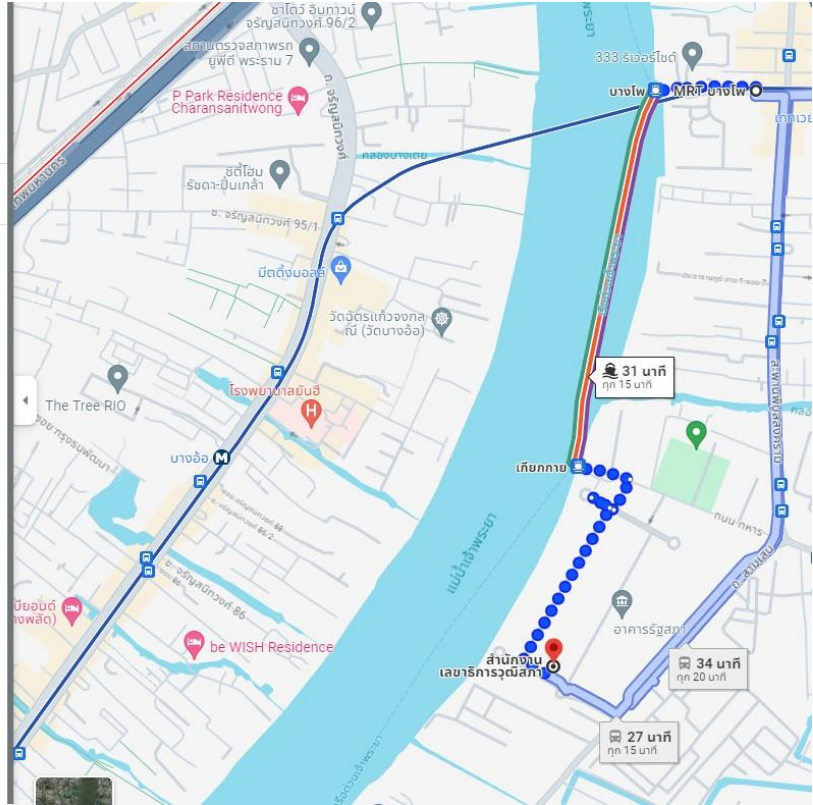 ซาโตว์ อินทาวน์
จรัญสนิทวงศ์ 96/2
สถานตรวจสภาพรถ
ยูพีดี พระราม 7
333 ริเวอร์ไซด์
P Park Residence
Charansanitwong
ถ. จรัญสนิทวงศ์
บางโพ
MRT บางโพ
คลองบางเตย
ซิตี้โฮม
รัชดา-ปิ่นเกล้า
ซ. จรัญสนิทวงศ์ 95/1
มีตติ้งมอลล์
วัดฉัตรแก้วจงกล
ณี (วัดบางอ้อ)
31 นาที
ทุก 15 นาที
The Tree RIO
โรงพยาบาลยันฮี
บางอ้อ
M
H
เกียกกาย
ถนน ทหาร
ถ. สามเสน
แม่น้ำเจ้าพระยา
ซ. จรัญสนิทวงศ์ 86
อาคารรัฐสภา
be WISH Residence
สำนักงาน
เลขาธิการวุฒิสภา
34 นาที
ทุก 20 นาที
27 นาที
ทุก 15 นาที